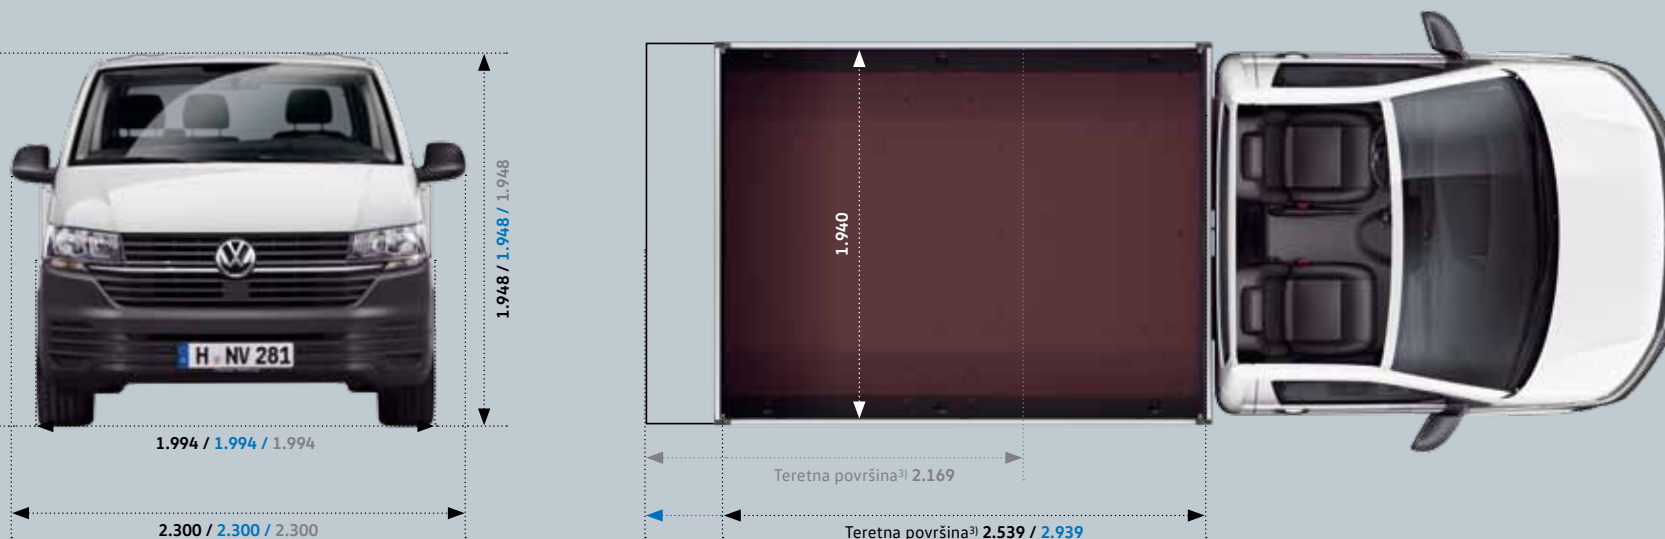 1.948 / 1.948 / 1.948
H NV 281
1.994 / 1.994 / 1.994
2.300 / 2.300 / 2.300
1.940
Teretna površina³⁾ 2.169
Teretna površina³⁾ 2.539 / 2.939